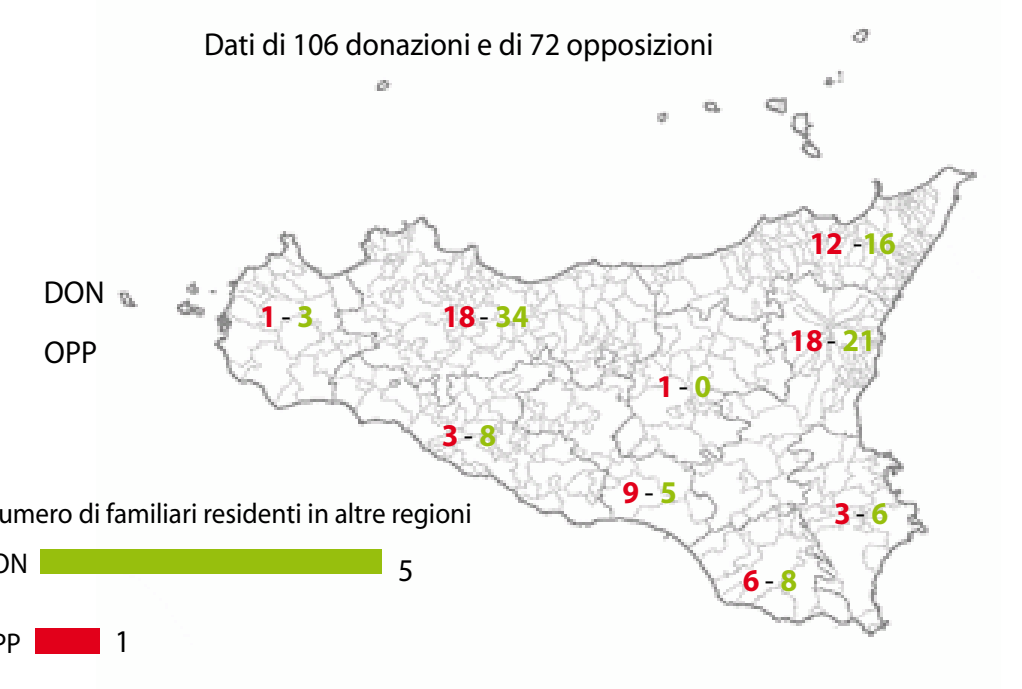 Dati di 106 donazioni e di 72 opposizioni
12 - 16
DON
1 - 3
18 - 34
OPP
18 - 21
1 - 0
3 - 8
9 - 5
3 - 6
umero di familiari residenti in altre regioni
ON 5
6 - 8
PP 1